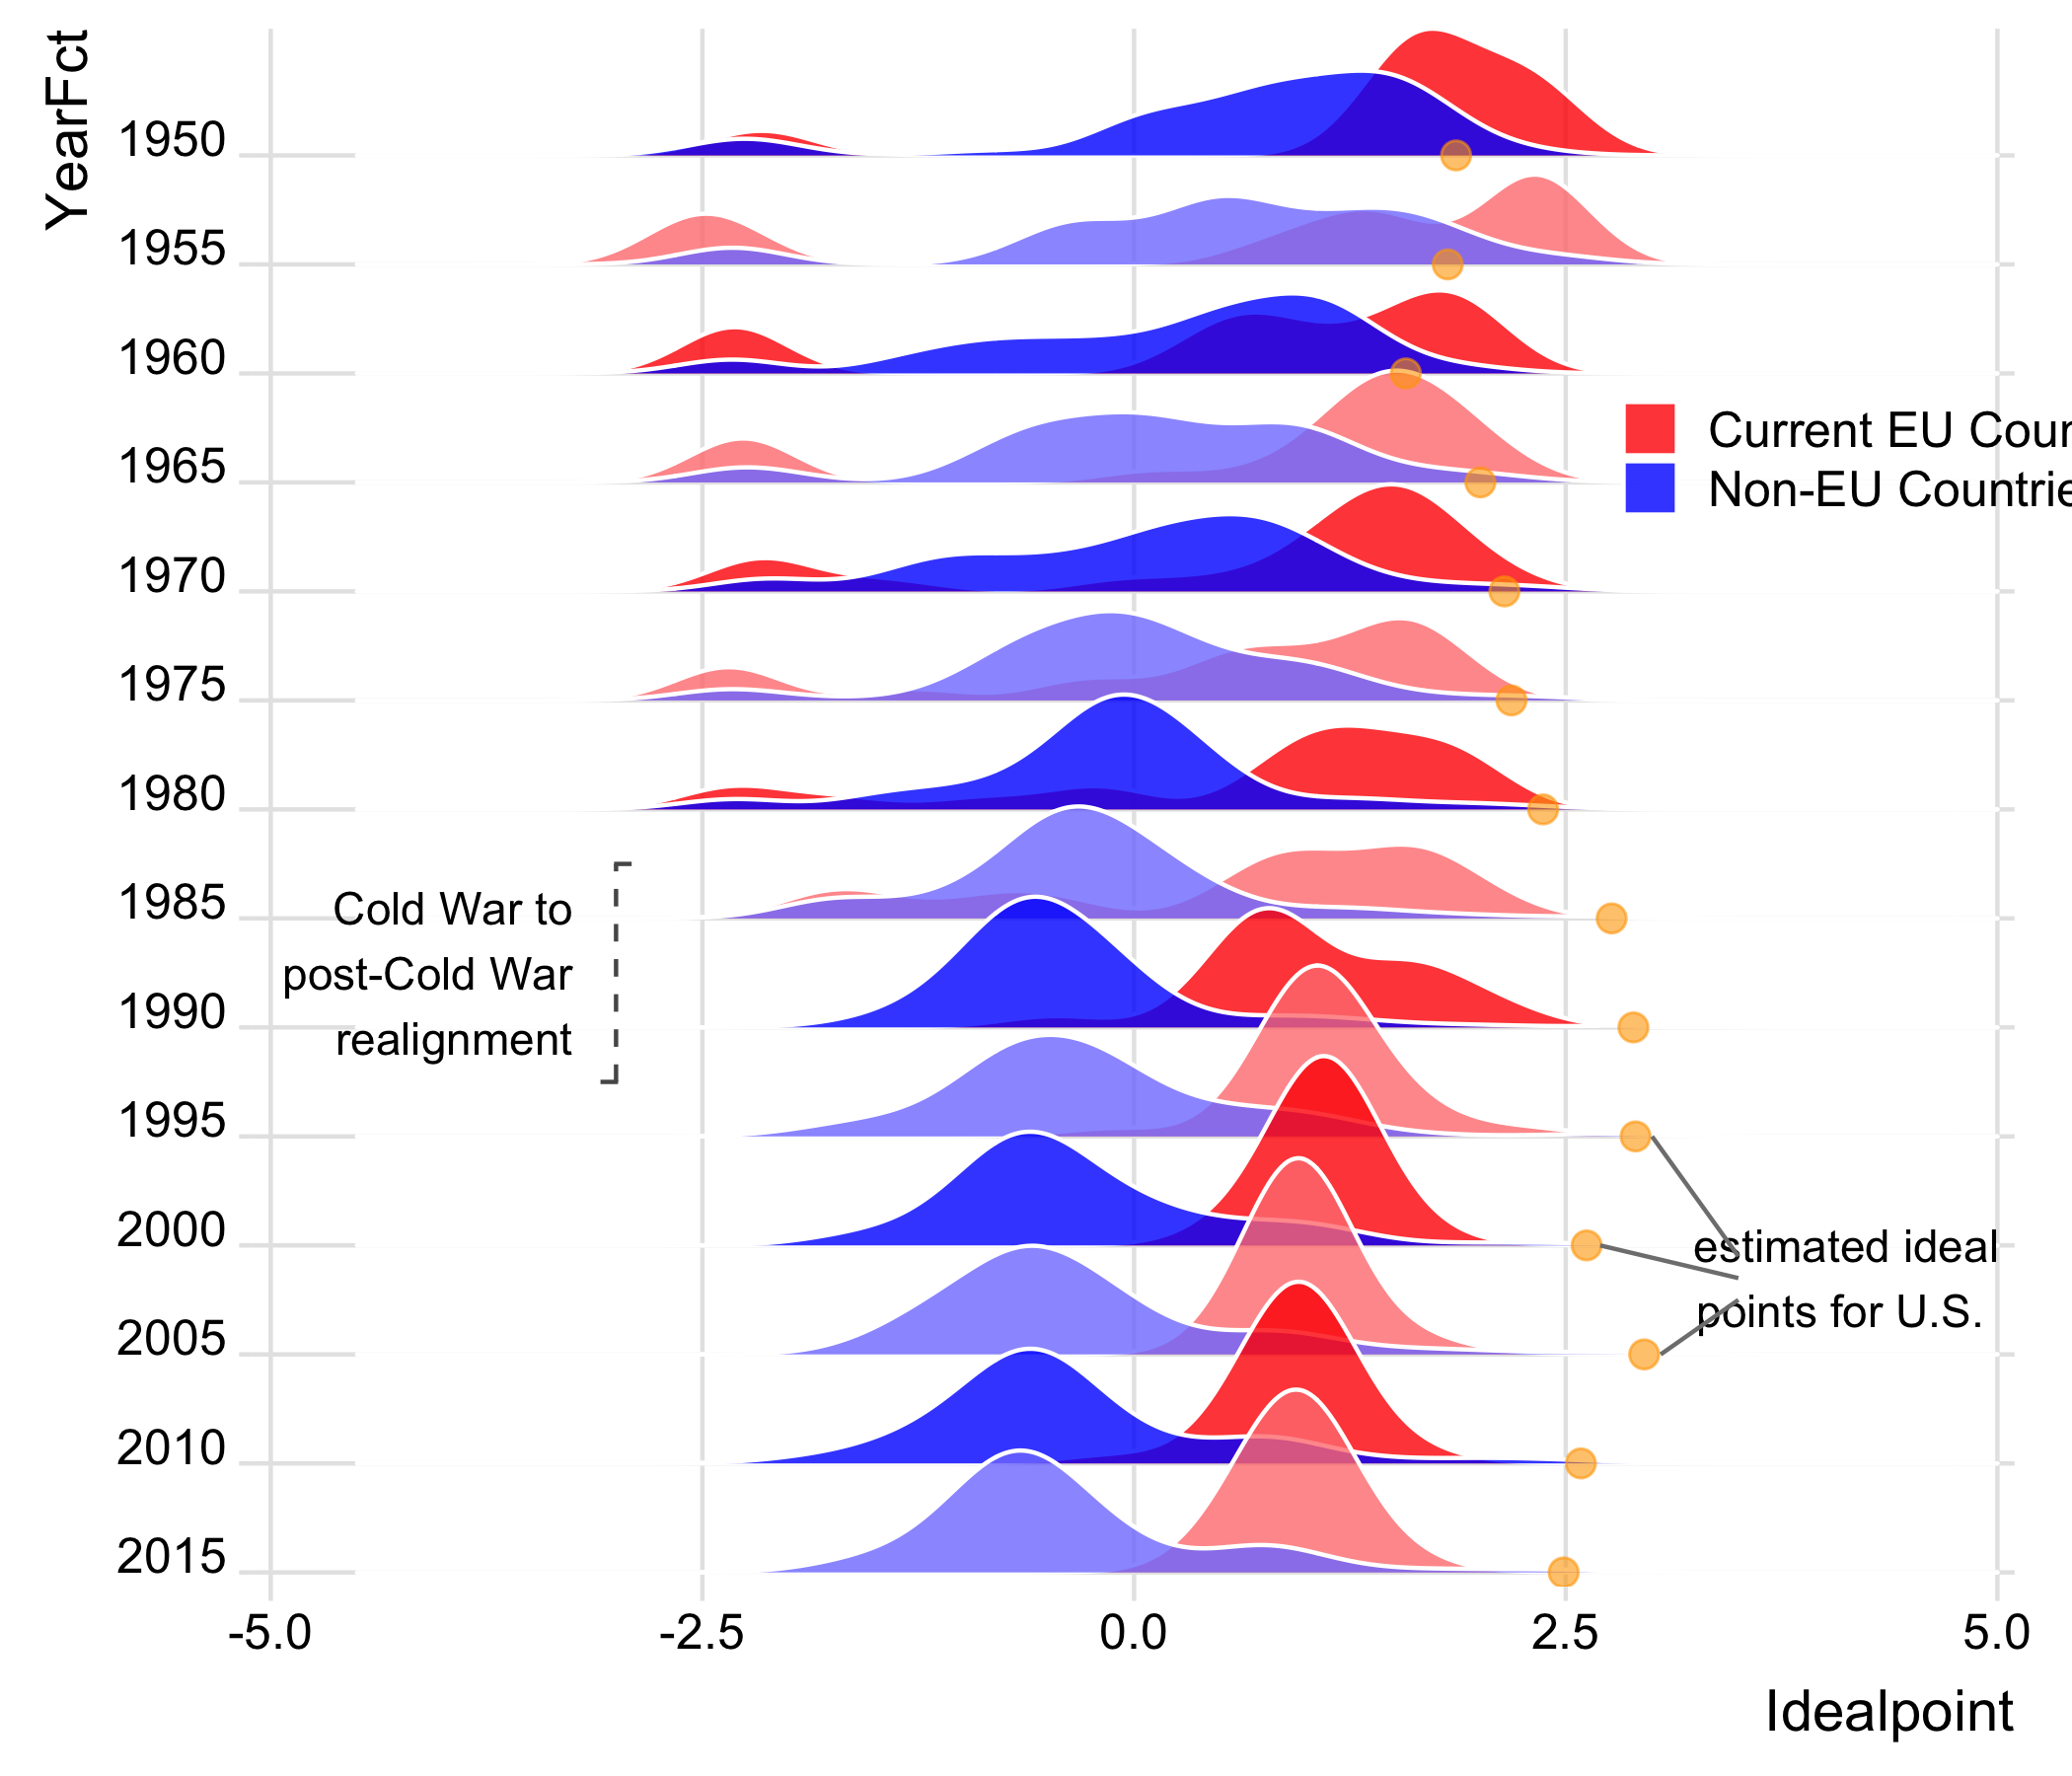 YearFct
1950
1955
1960
1965
Current EU Coun
Non-EU Countrie
1970
1975
1980
1985
Cold War to
post-Cold War
realignment
1990
1995
2000
estimated ideal
points for U.S.
2005
2010
2015
-5.0 -2.5 0.0 2.5 5.0
Idealpoint